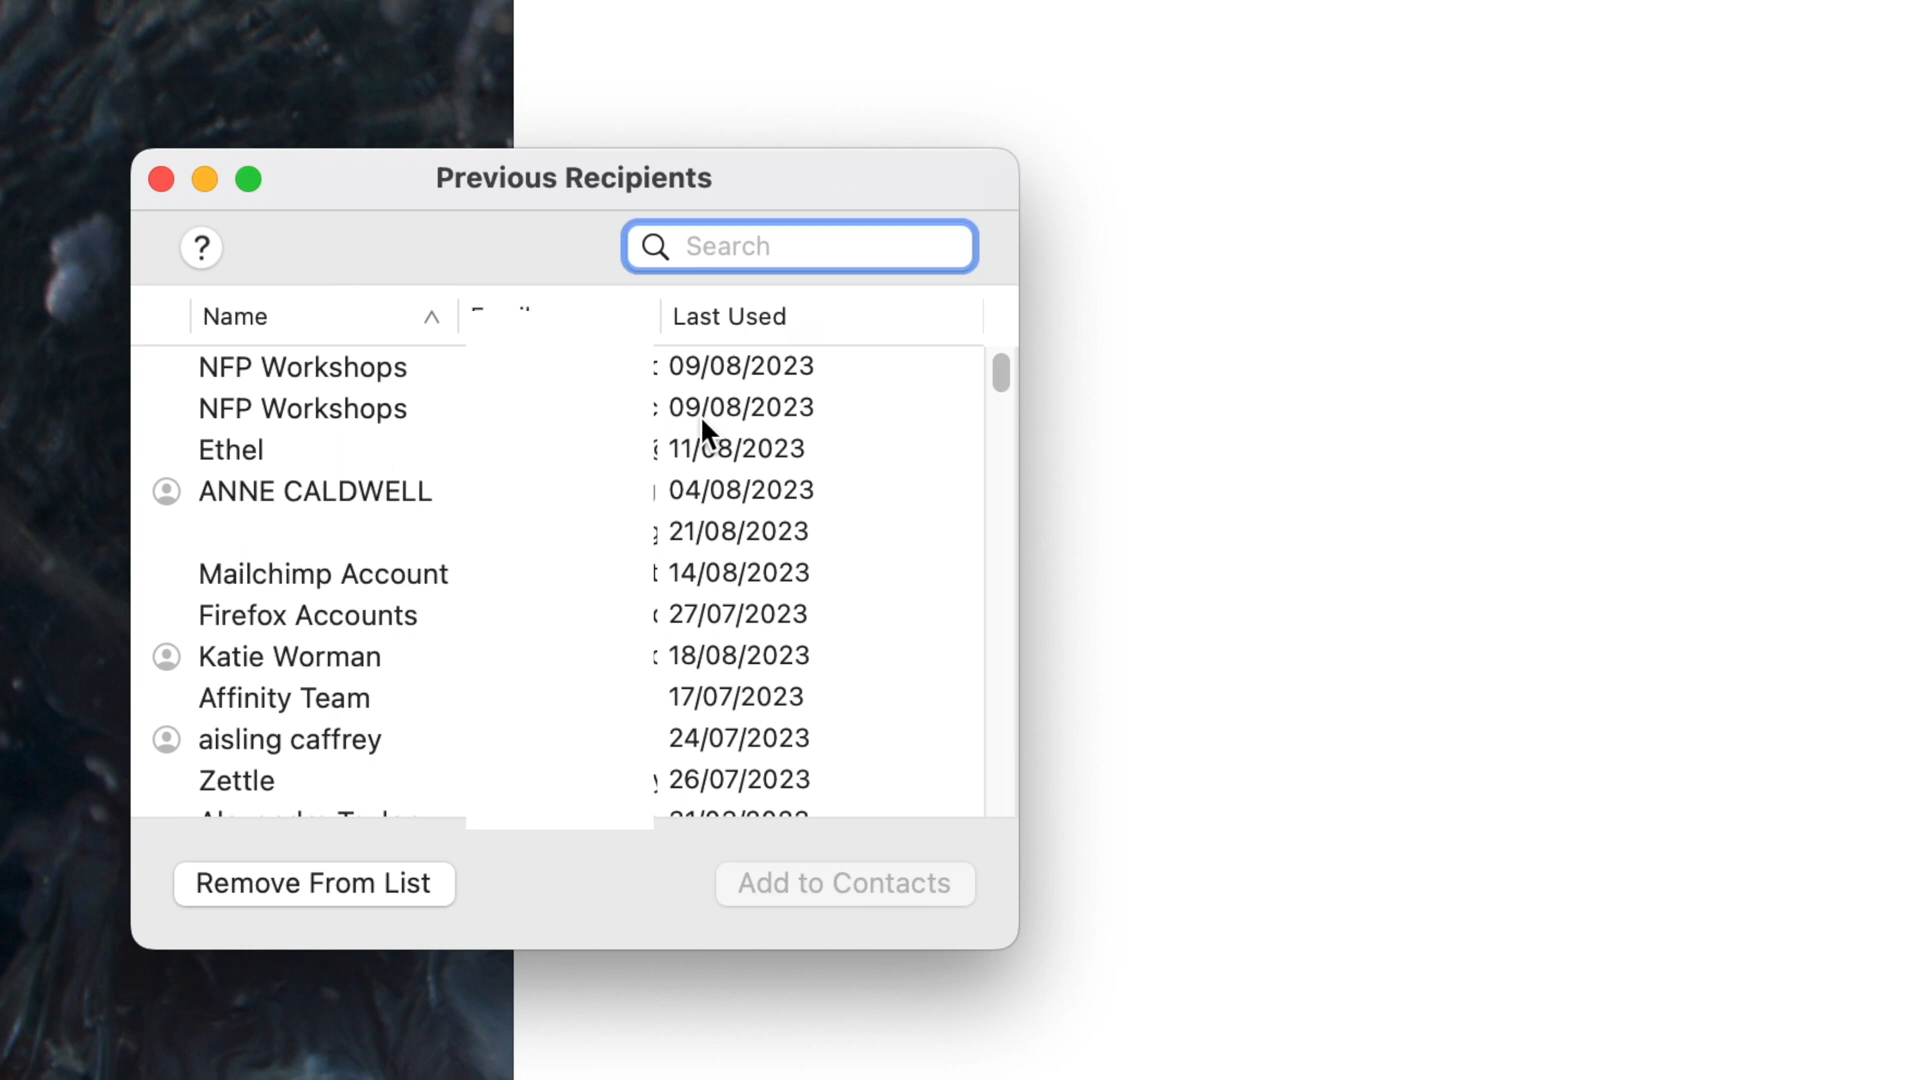 Previous Recipients
?
Search
Name Last Used
NFP Workshops 09/08/2023
NFP Workshops 09/08/2023
Ethel 11/08/2023
ANNE CALDWELL 04/08/2023
21/08/2023
Mailchimp Account 14/08/2023
Firefox Accounts 27/07/2023
Katie Worman 18/08/2023
Affinity Team 17/07/2023
aisling caffrey 24/07/2023
Zettle 26/07/2023
Remove From List Add to Contacts